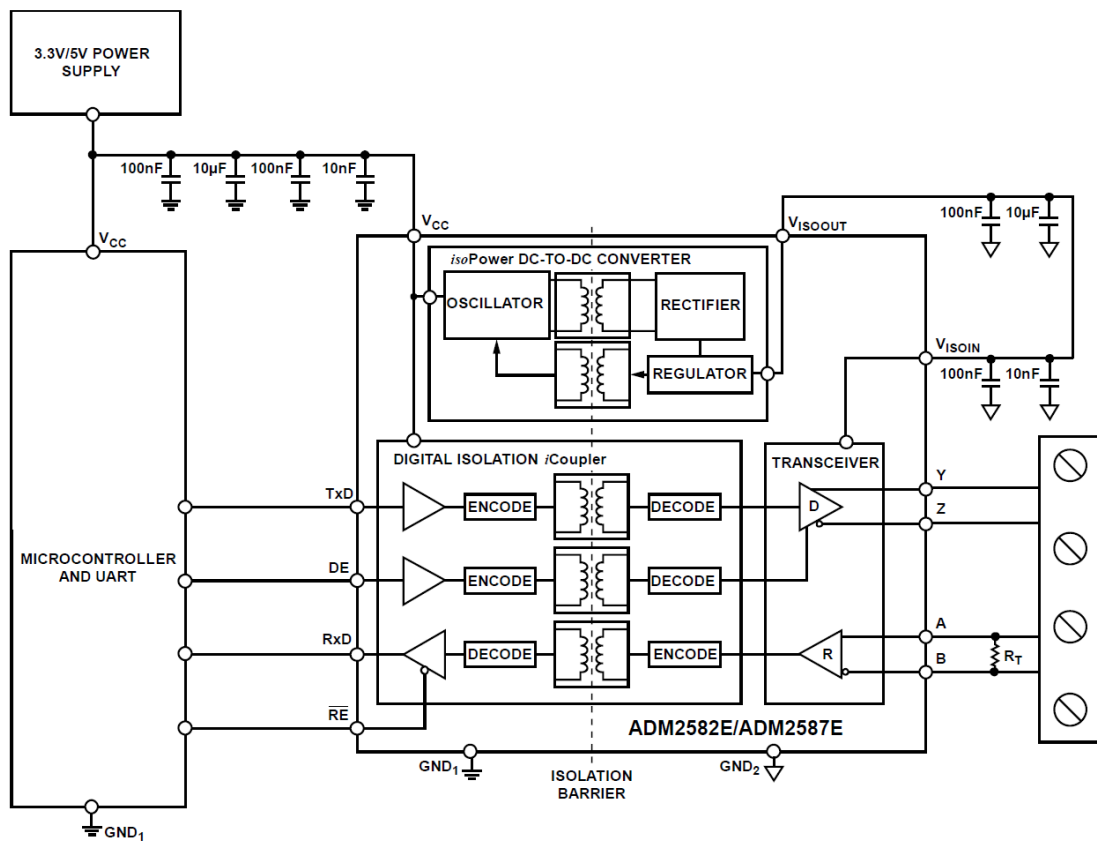 3.3V/5V POWER
SUPPLY
100nF
10µF
100nF
10nF
VCC
VCC
VISOOUT
100nF
10µF
isoPower DC-TO-DC CONVERTER
OSCILLATOR
RECTIFIER
REGULATOR
VISOIN
100nF
10nF
DIGITAL ISOLATION iCoupler
TRANSCEIVER
MICROCONTROLLER
AND UART
TxD
ENCODE
DECODE
D
Y
Z
DE
ENCODE
DECODE
RxD
DECODE
ENCODE
R
A
B
RT
RE
ADM2582E/ADM2587E
GND1
GND2
ISOLATION
BARRIER
GND1